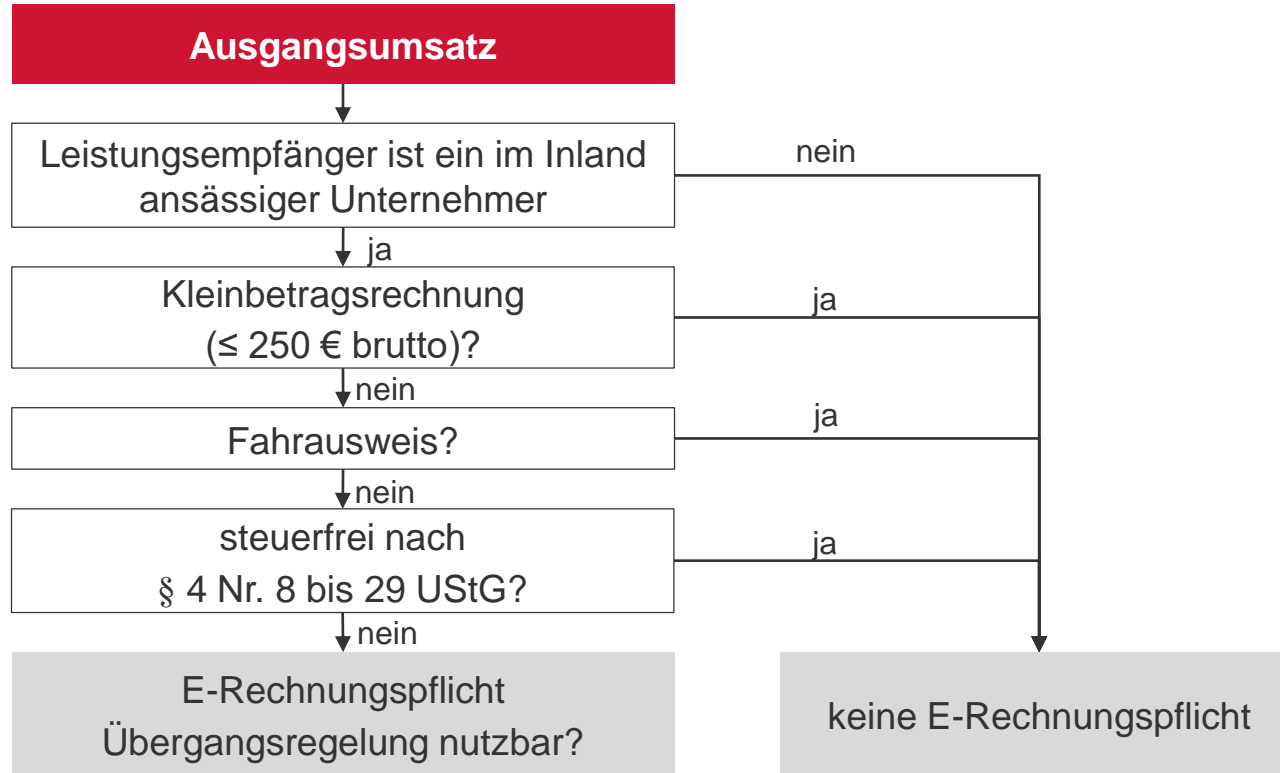 Ausgangsumsatz
Leistungsempfänger ist ein im Inland
ansässiger Unternehmer
nein
ja
Kleinbetragsrechnung
(≤ 250 € brutto)?
ja
nein
Fahrausweis?
ja
nein
steuerfrei nach
§ 4 Nr. 8 bis 29 UStG?
ja
nein
E-Rechnungspflicht
Übergangsregelung nutzbar?
keine E-Rechnungspflicht